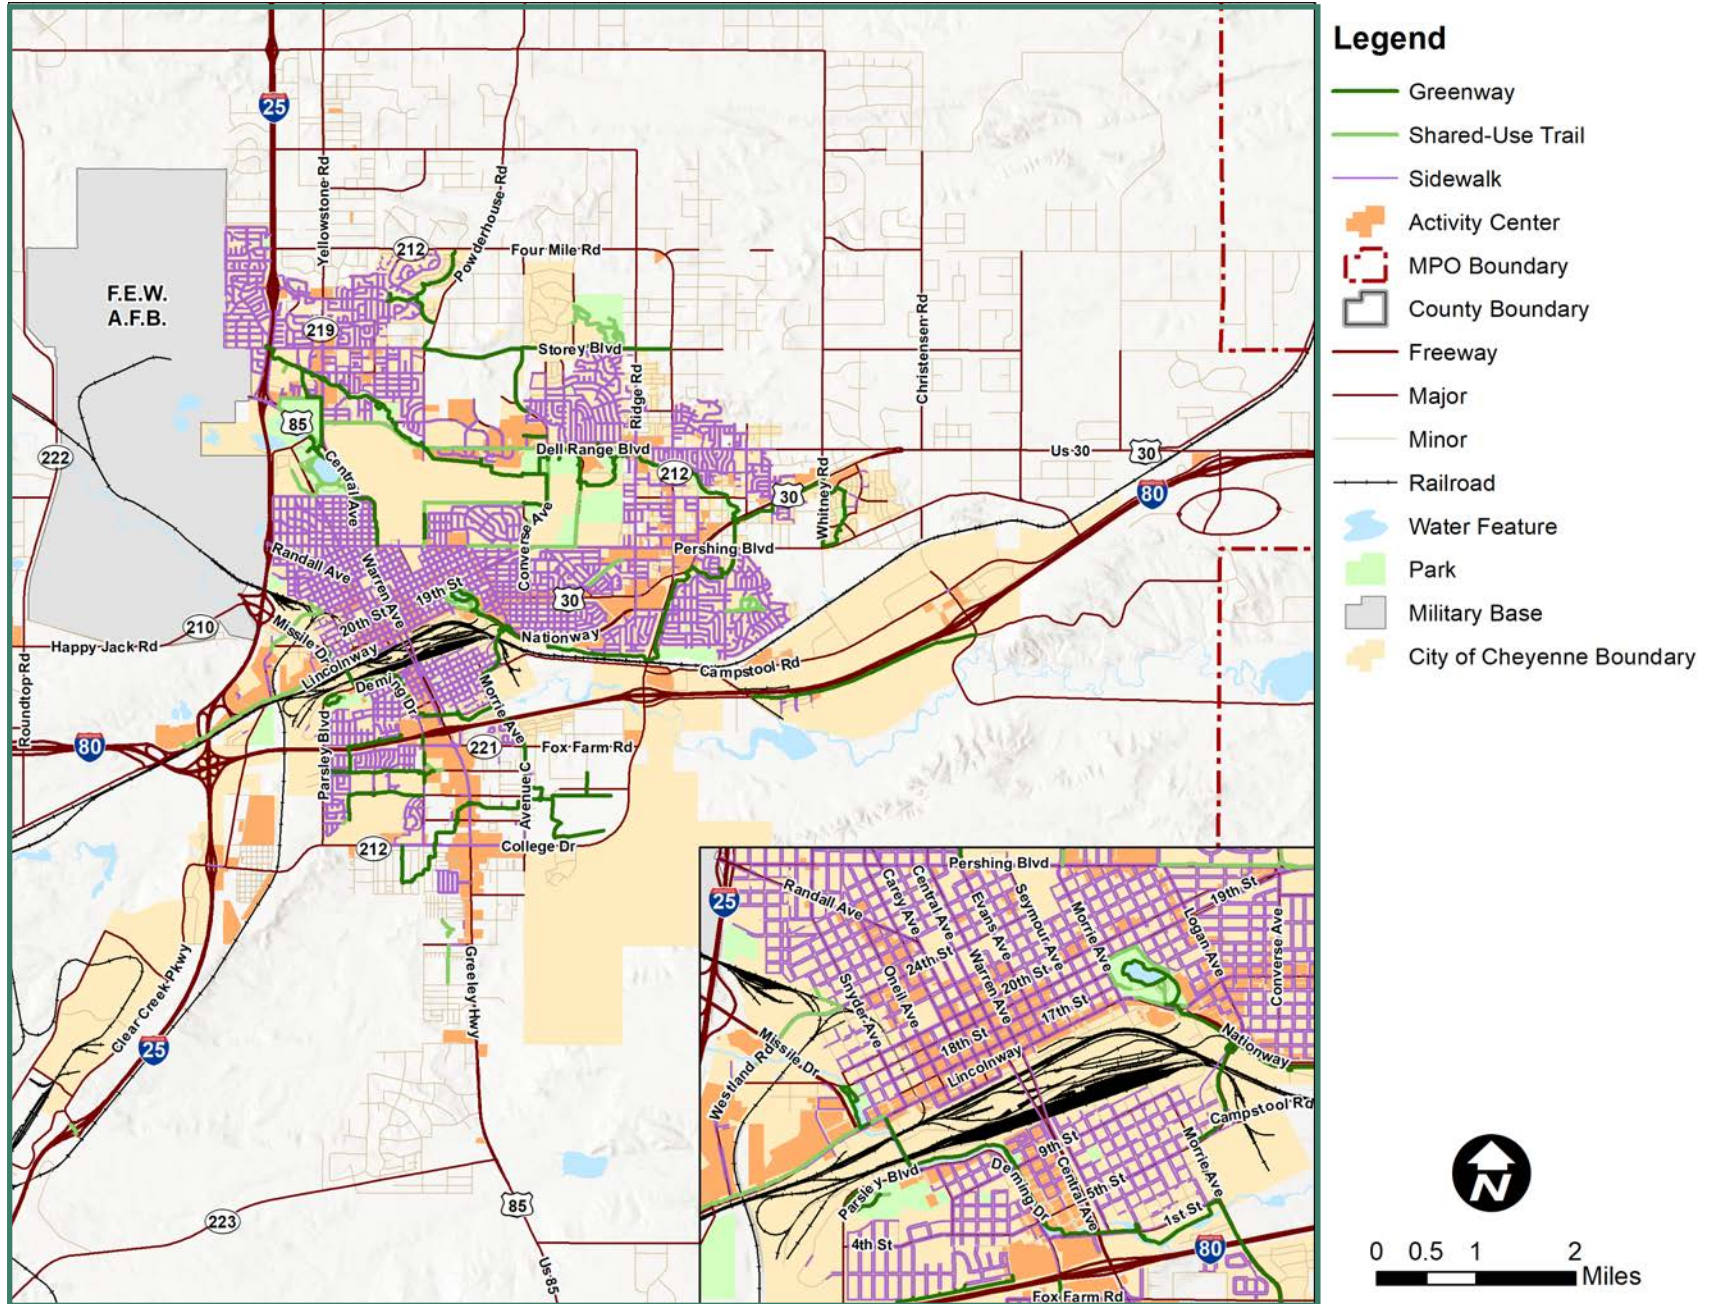 Legend
Greenway
Shared-Use Trail
Sidewalk
Activity Center
MPO Boundary
County Boundary
Freeway
Major
Minor
Railroad
Water Feature
Park
Military Base
City of Cheyenne Boundary
N
0 0.5 1 2
Miles
25
Yellowstone Rd
Powderhouse Rd
212
Four Mile Rd
F.E.W.
A.F.B.
219
Storey Blvd
Christensen Rd
Ridge Rd
85
222
Central Ave
Dell Range Blvd
212
Us 30
30
30
80
Whitney Rd
Converse Ave
Randall Ave
Warren Ave
Pershing Blvd
19th St
30
20th St
210
Missile Dr
Happy Jack Rd
Nationway
Lincolnway
Campstool Rd
Roundtop Rd
Deming Dr
Morrie Ave
Parsley Blvd
80
221
Fox Farm Rd
Avenue C
212
College Dr
Greeley Hwy
Clear Creek Pkwy
25
85
223
Us 85
Pershing Blvd
25
Randall Ave
Carey Ave
Central Ave
Evans Ave
Seymour Ave
Morrie Ave
19th St
Logan Ave
Converse Ave
24th St
Warren Ave
20th St
17th St
Snyder Ave
Oneil Ave
18th St
Missile Dr
Westland Rd
Lincolnway
Nationway
Campstool Rd
9th St
Parsley Blvd
Deming Dr
Central Ave
5th St
Morrie Ave
1st St
4th St
80
Fox Farm Rd